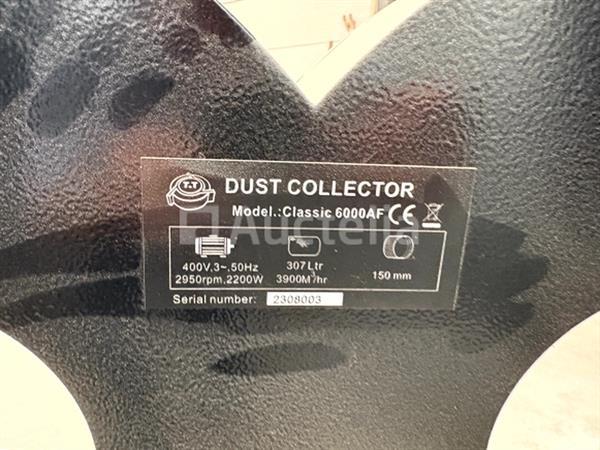 T.T
DUST COLLECTOR
Model.:Classic 6000AF CE
Auctelia
400V,3~,50Hz
2950rpm,2200W
307Ltr
3900M³/hr
150 mm
Serial number: 2308003